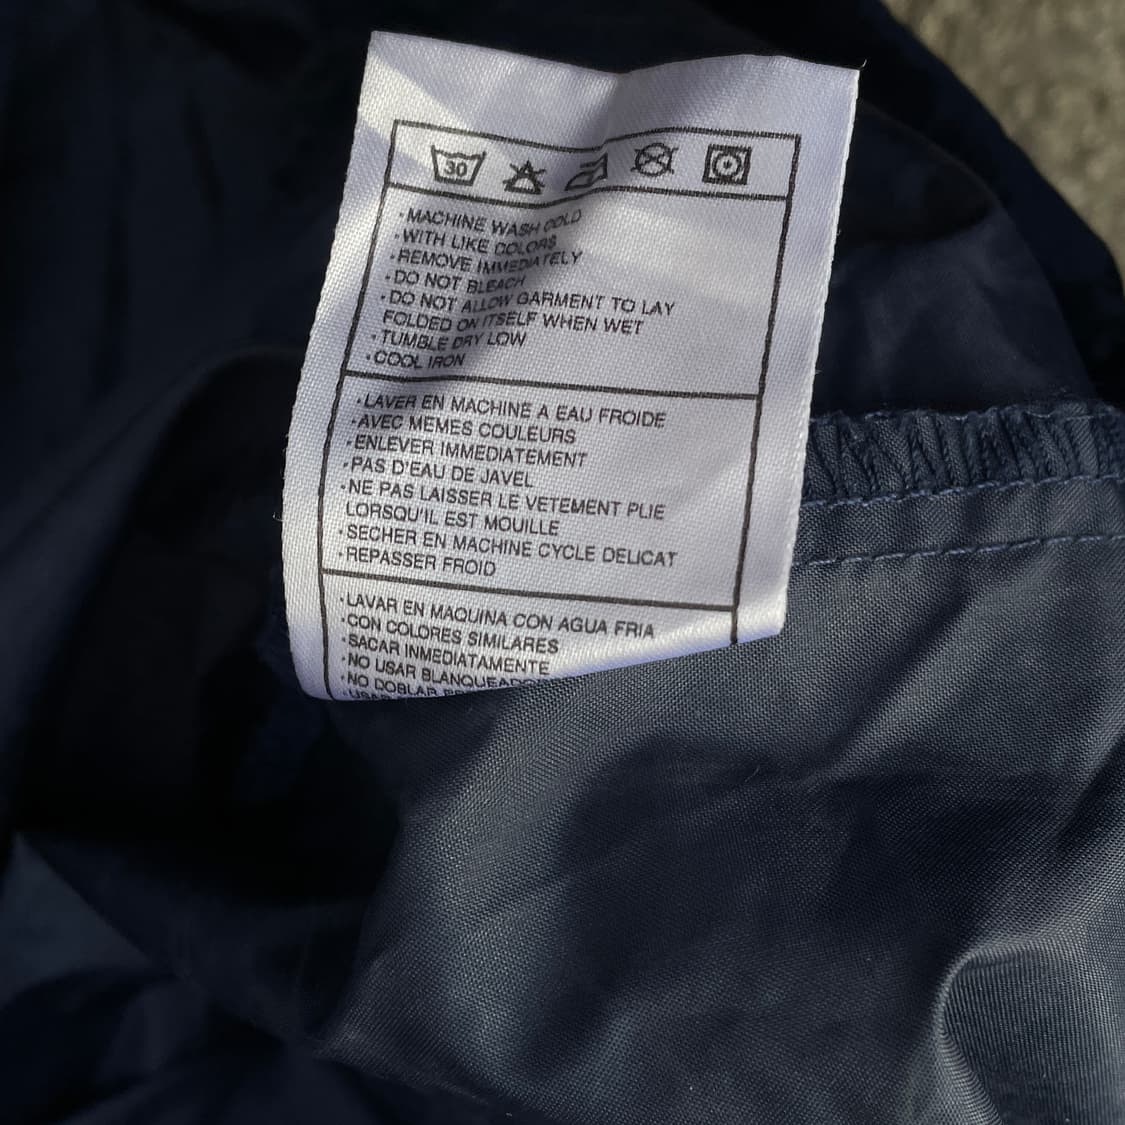 30
·MACHINE WASH COLD
·WITH LIKE COLORS
·REMOVE IMMEDIATELY
·DO NOT BLEACH
·DO NOT ALLOW GARMENT TO LAY
FOLDED ON ITSELF WHEN WET
·TUMBLE DRY LOW
·COOL IRON
·LAVER EN MACHINE A EAU FROIDE
·AVEC MEMES COULEURS
·ENLEVER IMMEDIATEMENT
·PAS D'EAU DE JAVEL
·NE PAS LAISSER LE VETEMENT PLIE
LORSQU'IL EST MOUILLE
·SECHER EN MACHINE CYCLE DELICAT
·REPASSER FROID
·LAVAR EN MAQUINA CON AGUA FRIA
·CON COLORES SIMILARES
·SACAR INMEDIATAMENTE
·NO USAR
·NO DOBLAR